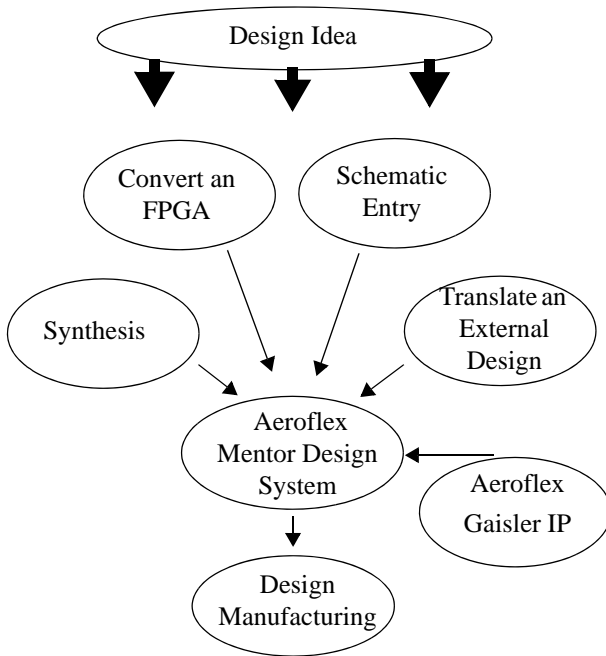 Design Idea
Convert an
FPGA
Schematic
Entry
Synthesis
Translate an
External
Design
Aeroflex
Mentor Design
System
Aeroflex
Gaisler IP
Design
Manufacturing